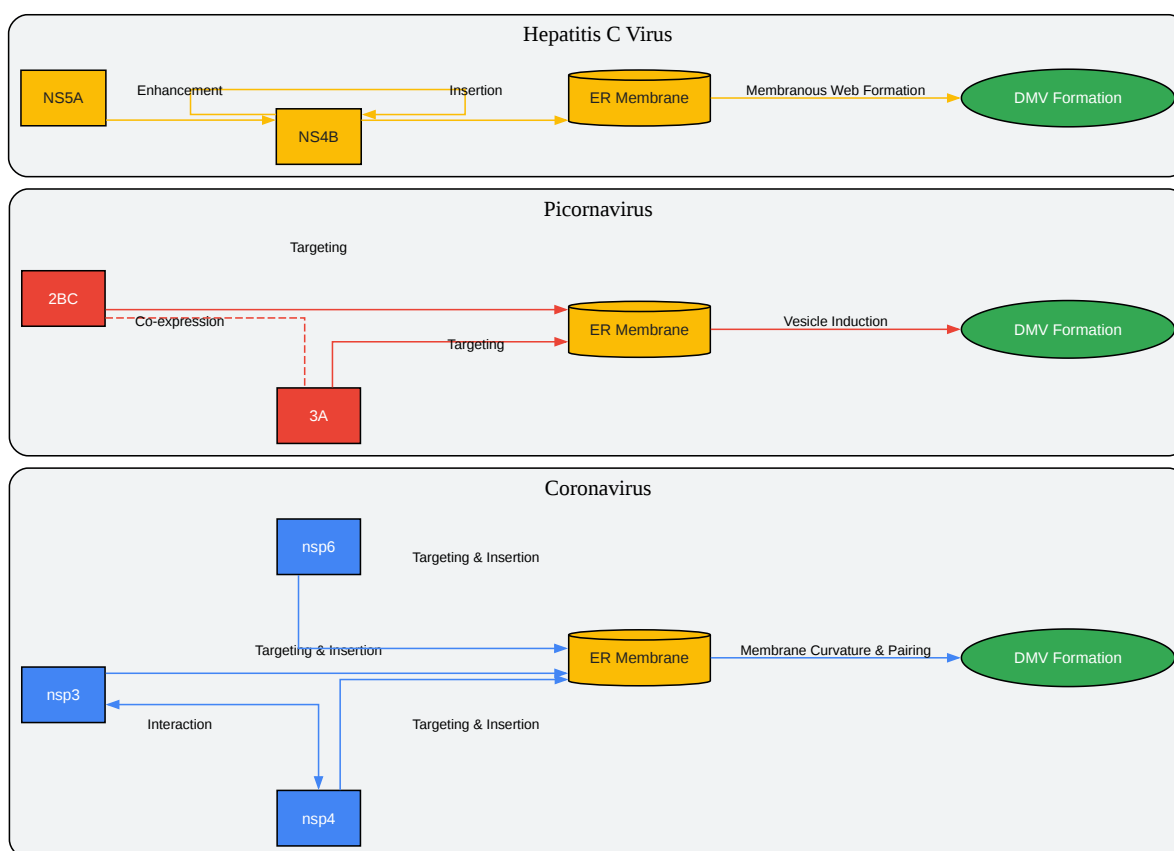 Hepatitis C Virus
NS5A
Enhancement
Insertion
NS4B
ER Membrane
Membranous Web Formation
DMV Formation
Picornavirus
Targeting
2BC
Co-expression
Targeting
3A
ER Membrane
Vesicle Induction
DMV Formation
Coronavirus
nsp6
Targeting & Insertion
Targeting & Insertion
nsp3
Interaction
Targeting & Insertion
nsp4
ER Membrane
Membrane Curvature & Pairing
DMV Formation